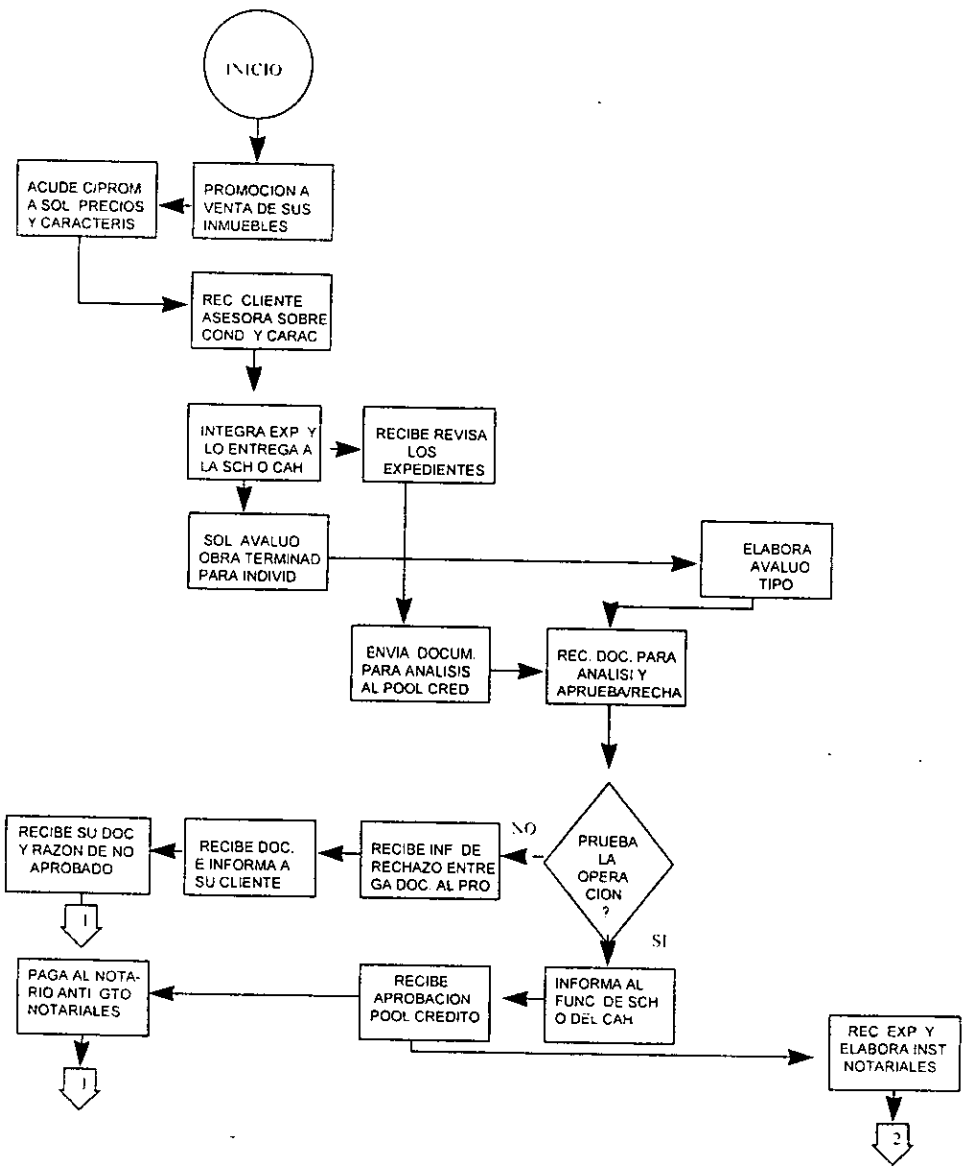 INICIO
ACUDE C/PROM
A SOL PRECIOS
Y CARACTERIS
PROMOCION A
VENTA DE SUS
INMUEBLES
REC CLIENTE
ASESORA SOBRE
COND Y CARAC
INTEGRA EXP Y
LO ENTREGA A
LA SCH O CAH
RECIBE REVISA
LOS
EXPEDIENTES
SOL AVALUO
OBRA TERMINAD
PARA INDIVID
ELABORA
AVALUO
TIPO
ENVIA DOCUM.
PARA ANALISIS
AL POOL CRED
REC. DOC. PARA
ANALISI Y
APRUEBA/RECHA
PRUEBA
LA
OPERA
CION
?
NO
RECIBE INF DE
RECHAZO ENTRE
GA DOC. AL PRO
RECIBE DOC.
E INFORMA A
SU CLIENTE
RECIBE SU DOC
Y RAZON DE NO
APROBADO
1
SI
INFORMA AL
FUNC DE SCH
O DEL CAH
RECIBE
APROBACION
POOL CREDITO
PAGA AL NOTA-
RIO ANTI GTO
NOTARIALES
1
REC EXP Y
ELABORA INST
NOTARIALES
2